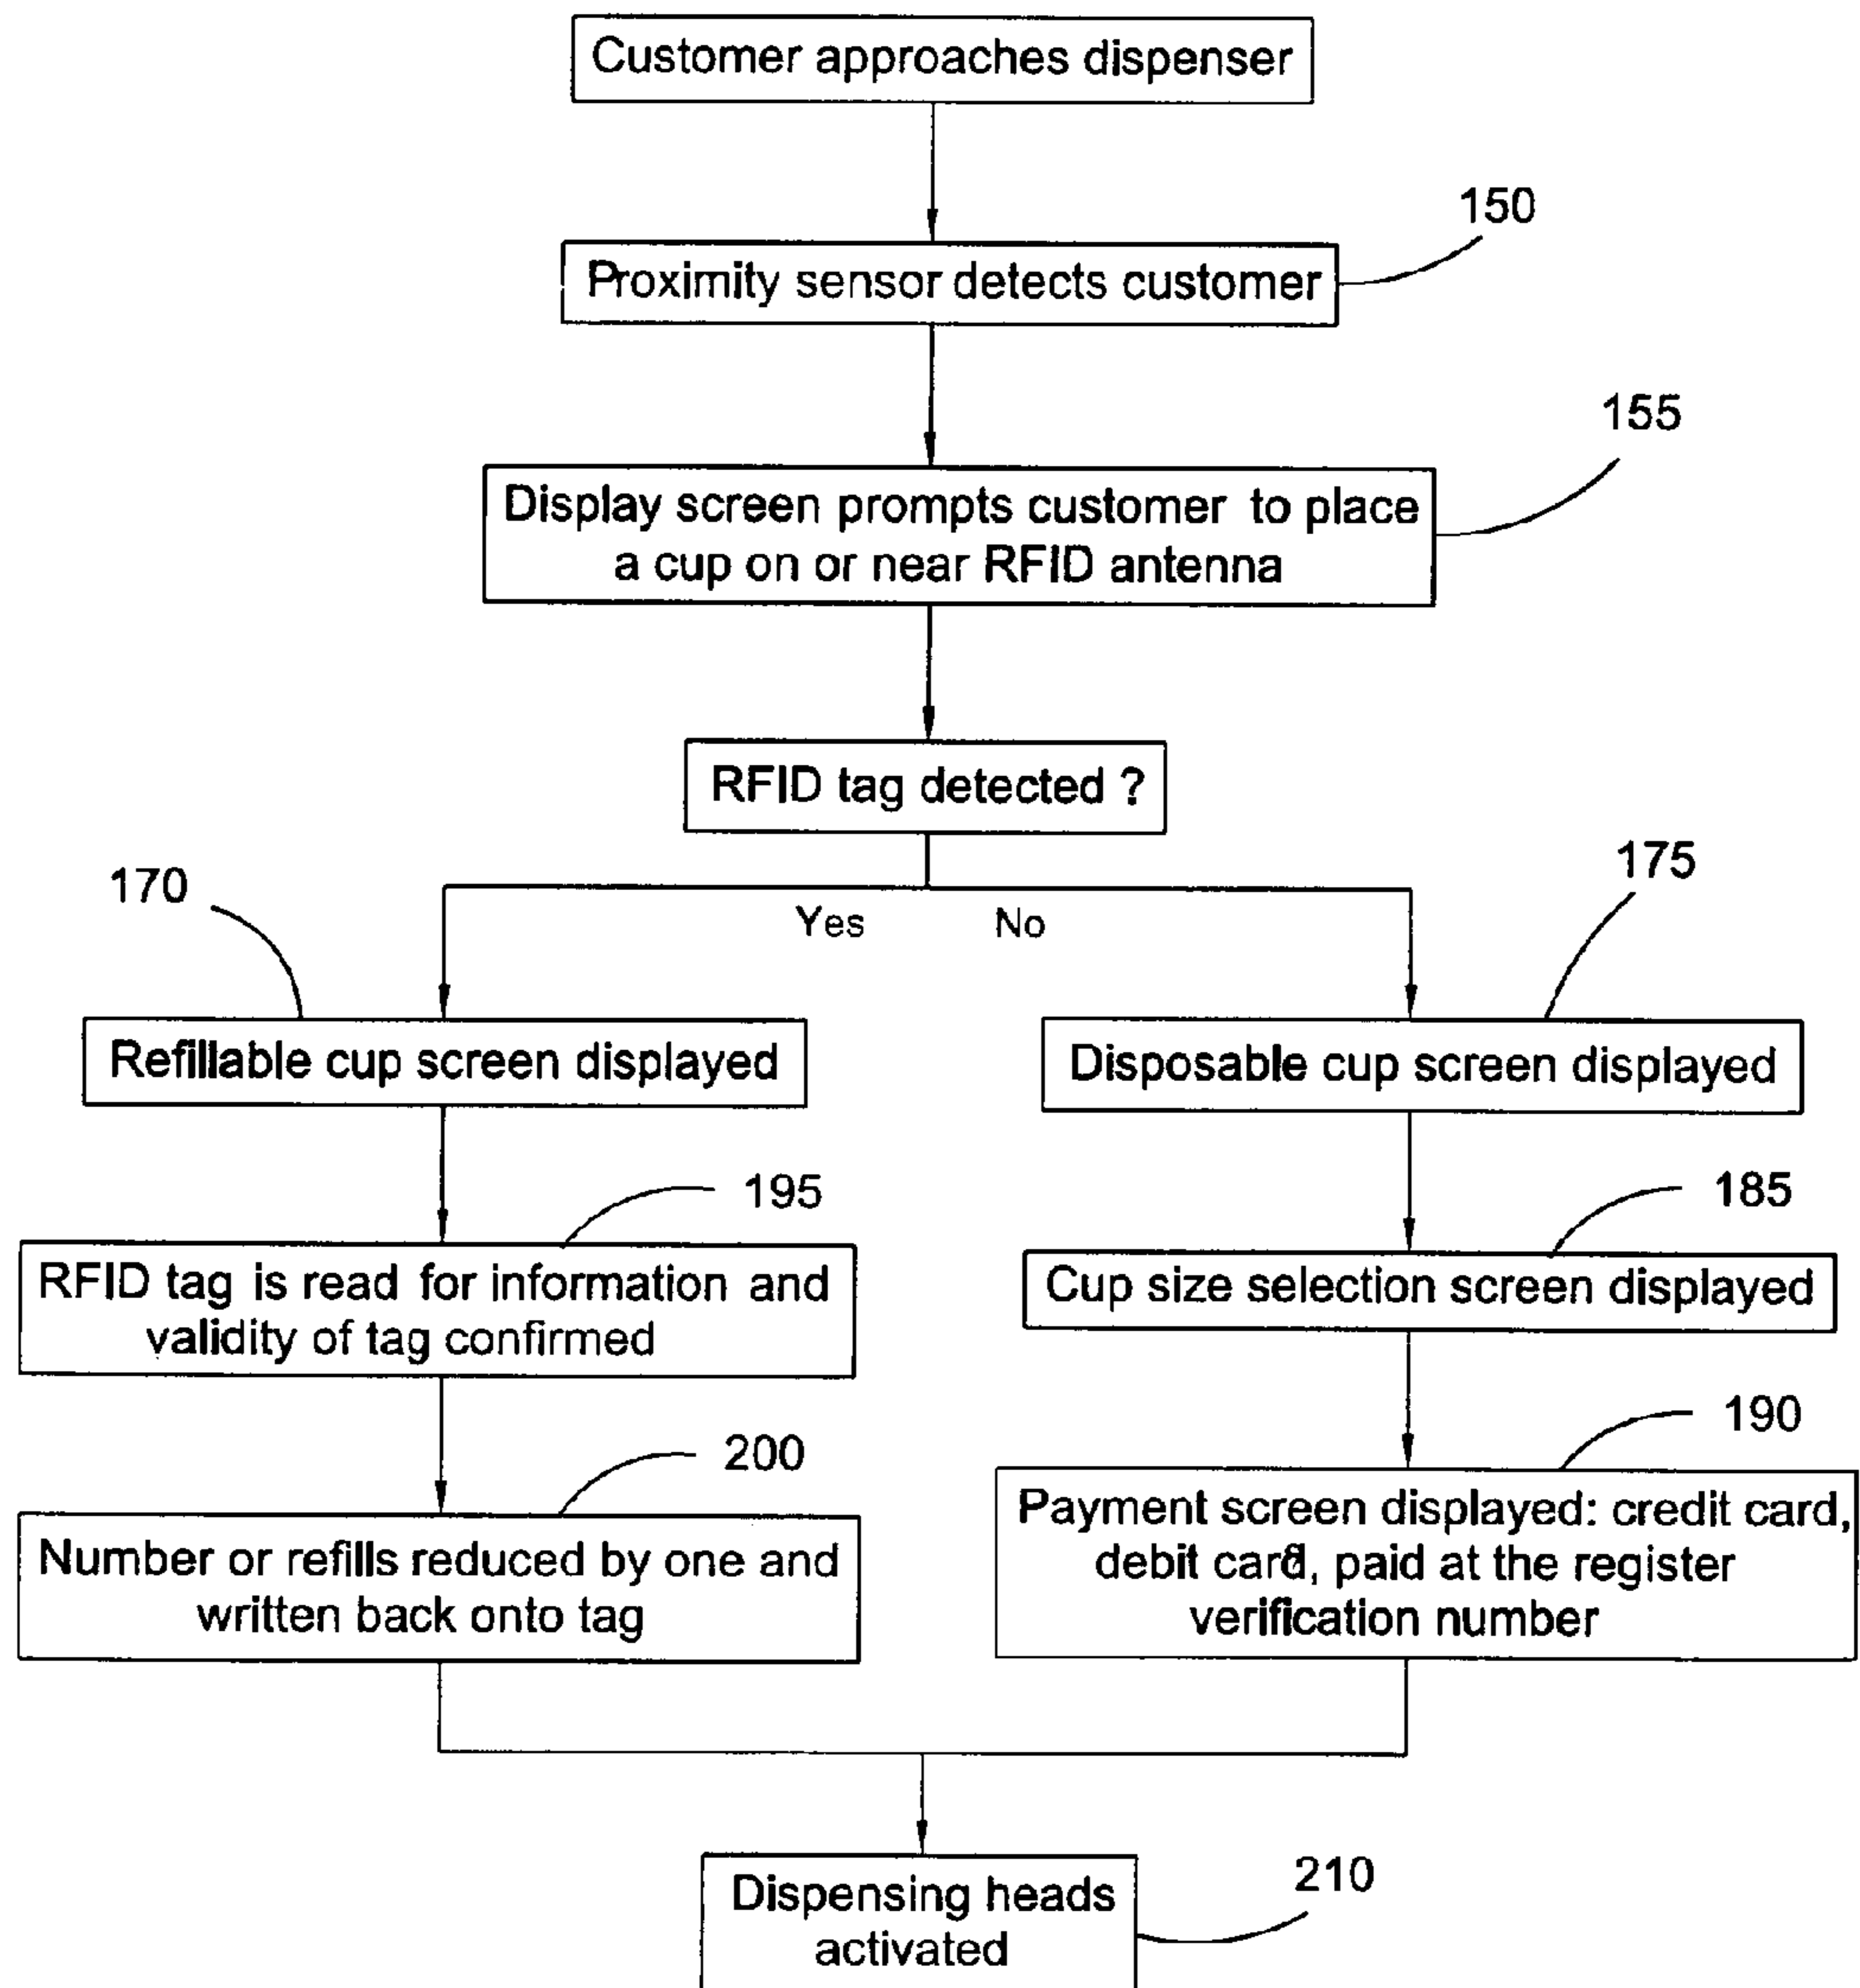 Customer approaches dispenser
150
Proximity sensor detects customer
155
Display screen prompts customer to place
a cup on or near RFID antenna
RFID tag detected ?
170
175
Yes
No
Refillable cup screen displayed
Disposable cup screen displayed
195
185
RFID tag is read for information and
validity of tag confirmed
Cup size selection screen displayed
200
190
Number or refills reduced by one and
written back onto tag
Payment screen displayed: credit card,
debit card, paid at the register
verification number
210
Dispensing heads
activated